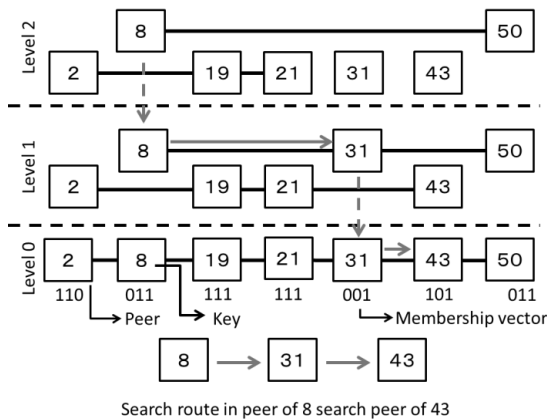 Level 2
8 50
2 19 21 31 43
Level 1
8 31 50
2 19 21 43
Level 0
2 8 19 21 31 43 50
110 011 111 111 001 101 011
Peer Key Membership vector
8 31 43
Search route in peer of 8 search peer of 43